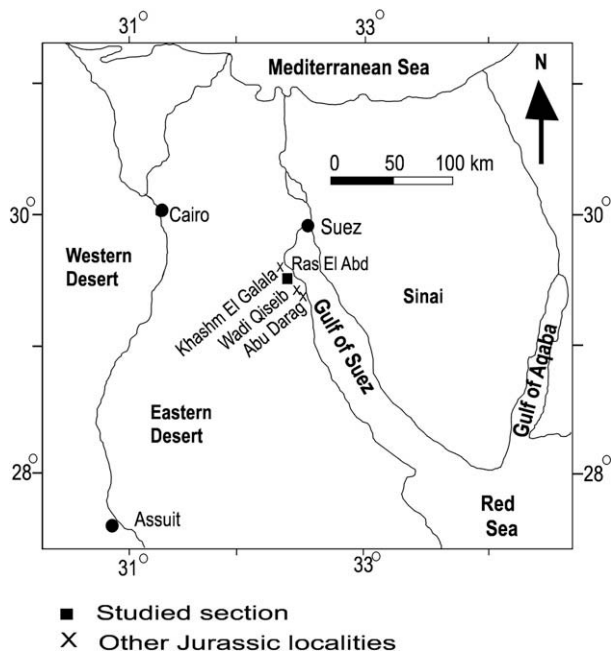 31°
33
Mediterranean Sea
N
0 50 100 km
30°
Cairo
Suez
30°
Western
Desert
Ras El Abd
Khashm El Galala
Wadi Qiseib
Abu Darag
Sinai
Gulf of Suez
Gulf of Aqaba
Eastern
Desert
28°
28°
Red
Sea
Assuit
31°
33°
Studied section
X Other Jurassic localities